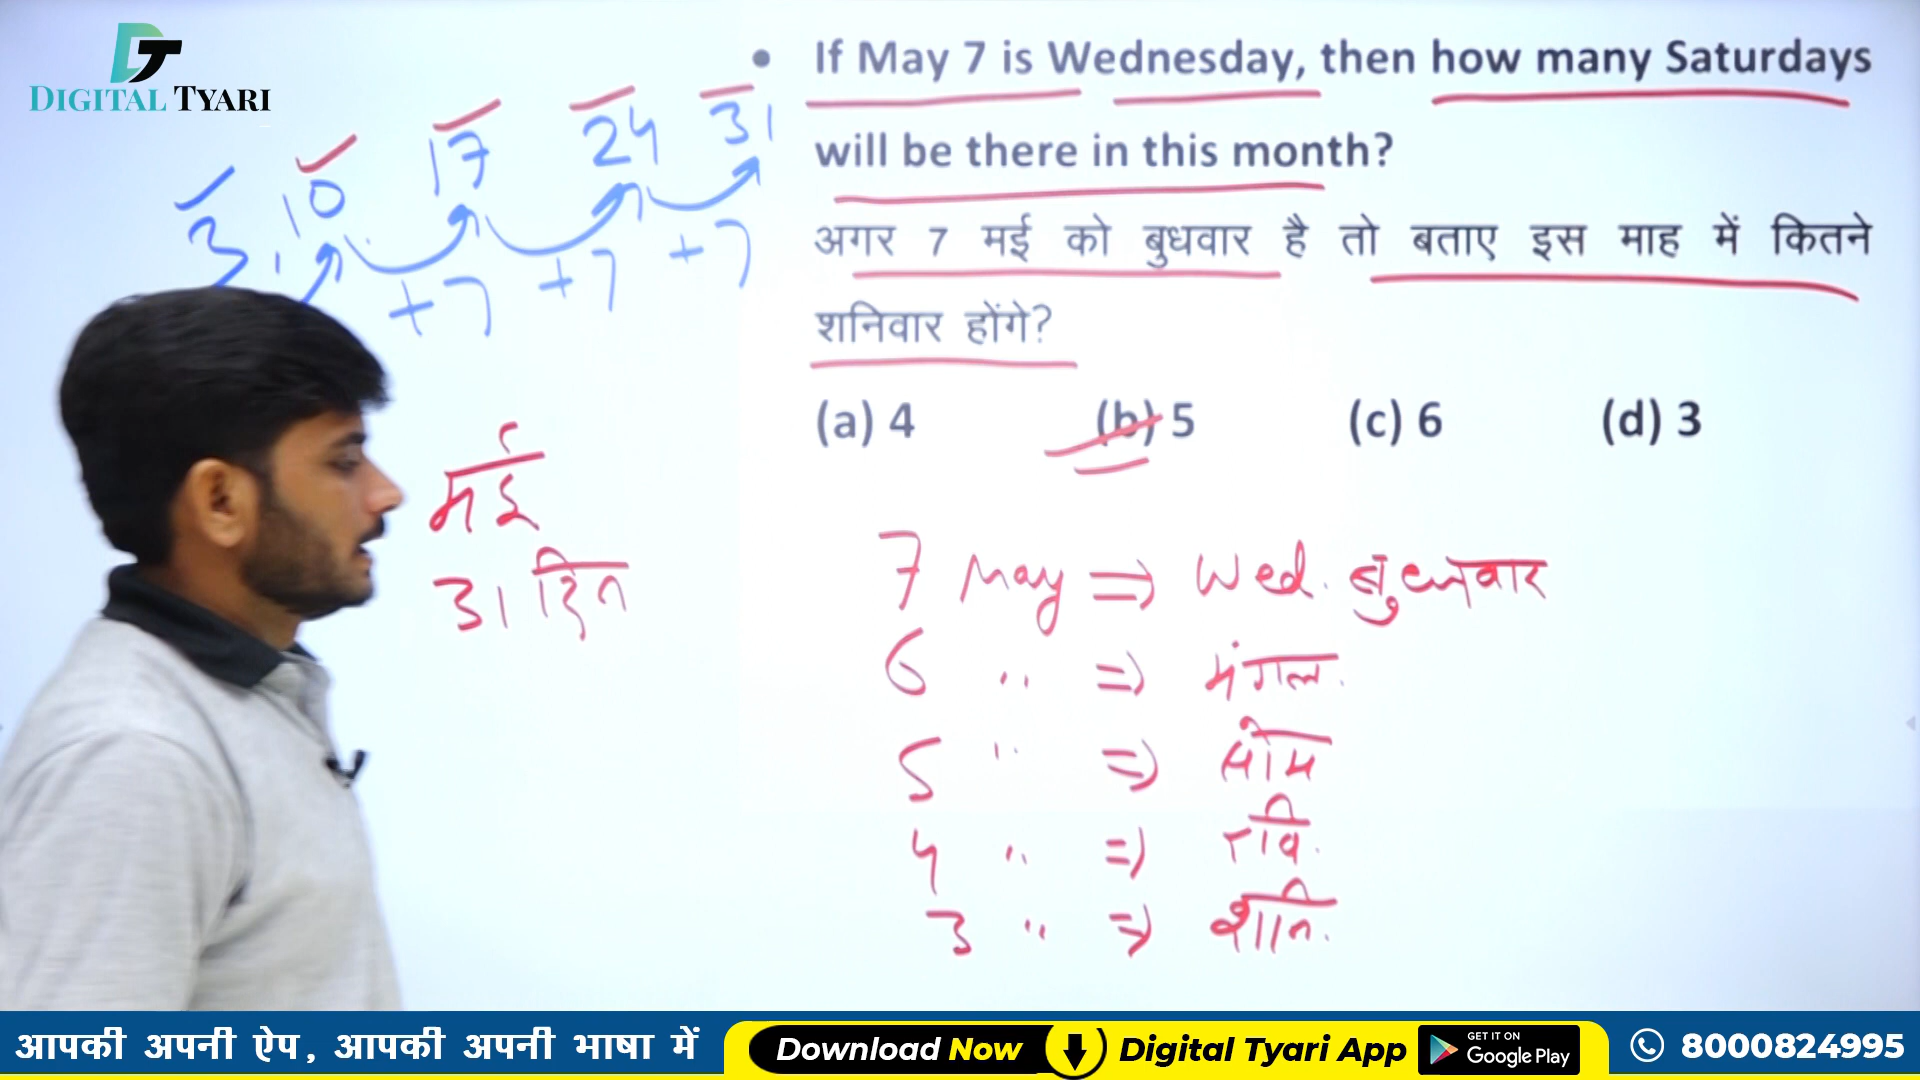 DT
DIGITAL TYARI
• If May 7 is Wednesday, then how many Saturdays
will be there in this month?
अगर 7 मई को बुधवार है तो बताए इस माह में कितने
शनिवार होंगे?
(a) 4 (b) 5 (c) 6 (d) 3
3, 10 17 24 31
+7 +7 +7
मई
31 दिन
7 May => Wed. बुधवार
6 " => मंगल.
5 " => सोम
4 " => रवि.
3 " => शनि.
आपकी अपनी ऐप, आपकी अपनी भाषा में
Download Now
Digital Tyari App
GET IT ON
Google Play
8000824995